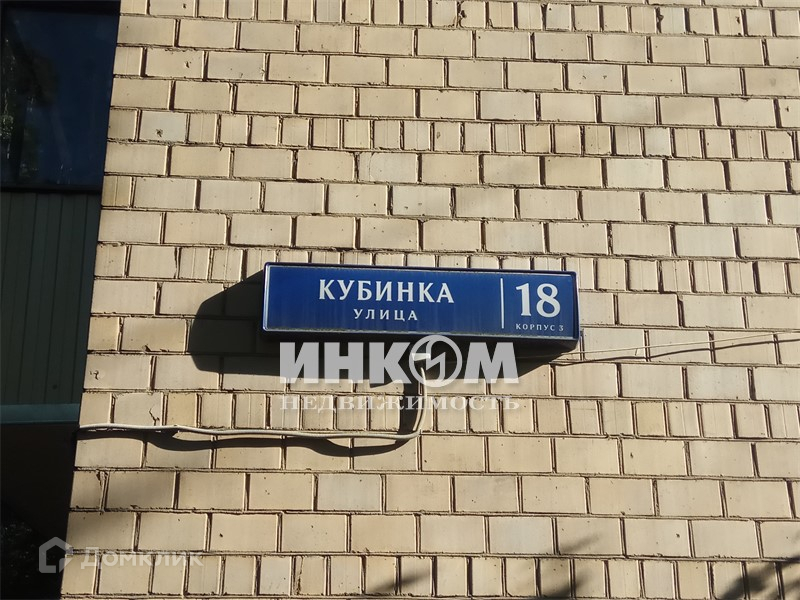 КУБИНКА
УЛИЦА
18
КОРПУС 3
ИНКОМ
НЕДВИЖИМОСТЬ
Домклик